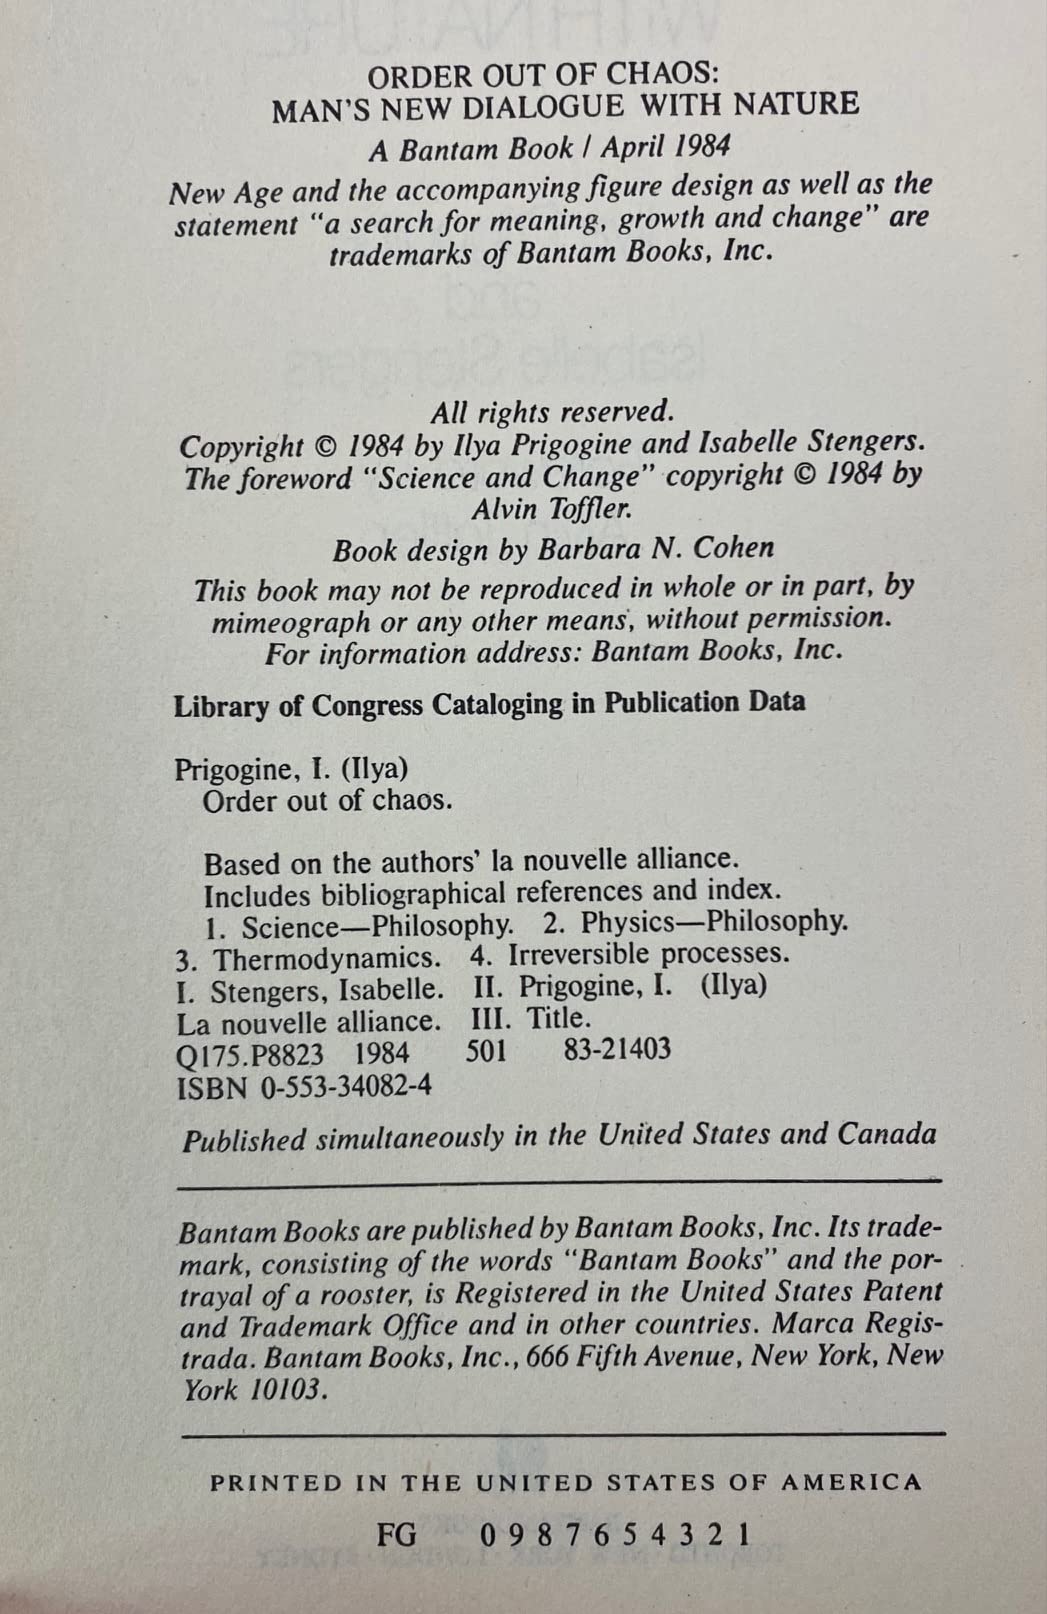 ORDER OUT OF CHAOS:
MAN'S NEW DIALOGUE WITH NATURE
A Bantam Book / April 1984
New Age and the accompanying figure design as well as the
statement "a search for meaning, growth and change" are
trademarks of Bantam Books, Inc.
All rights reserved.
Copyright © 1984 by Ilya Prigogine and Isabelle Stengers.
The foreword "Science and Change" copyright © 1984 by
Alvin Toffler.
Book design by Barbara N. Cohen
This book may not be reproduced in whole or in part, by
mimeograph or any other means, without permission.
For information address: Bantam Books, Inc.
Library of Congress Cataloging in Publication Data
Prigogine, I. (Ilya)
Order out of chaos.
Based on the authors' la nouvelle alliance.
Includes bibliographical references and index.
1. Science—Philosophy. 2. Physics—Philosophy.
3. Thermodynamics. 4. Irreversible processes.
I. Stengers, Isabelle. II. Prigogine, I. (Ilya)
La nouvelle alliance. III. Title.
Q175.P8823 1984 501 83-21403
ISBN 0-553-34082-4
Published simultaneously in the United States and Canada
Bantam Books are published by Bantam Books, Inc. Its trade-
mark, consisting of the words "Bantam Books" and the por-
trayal of a rooster, is Registered in the United States Patent
and Trademark Office and in other countries. Marca Regis-
trada. Bantam Books, Inc., 666 Fifth Avenue, New York, New
York 10103.
PRINTED IN THE UNITED STATES OF AMERICA
FG 0 9 8 7 6 5 4 3 2 1